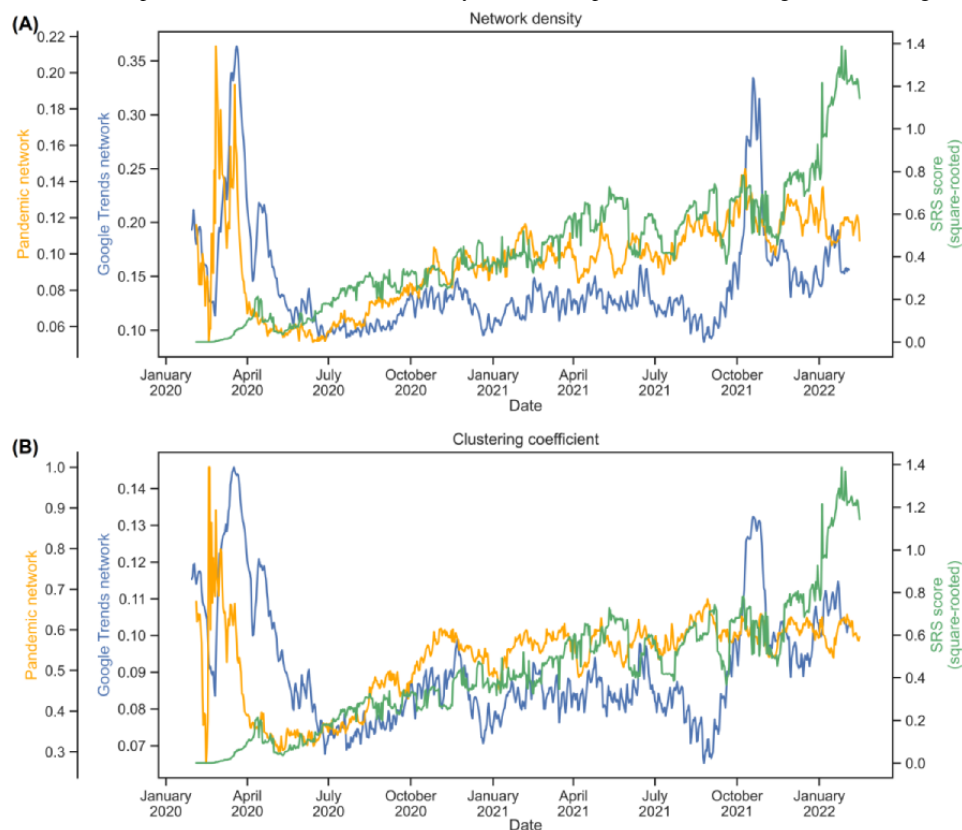 (A)
Network density
Pandemic network
0.22
0.20
0.18
0.16
0.14
0.12
0.10
0.08
0.06
Google Trends network
0.35
0.30
0.25
0.20
0.15
0.10
1.4
1.2
1.0
0.8
0.6
0.4
0.2
0.0
SRS score
(square-rooted)
January
2020
April
2020
July
2020
October
2020
January
2021
April
2021
July
2021
October
2021
January
2022
Date
(B)
Clustering coefficient
Pandemic network
1.0
0.9
0.8
0.7
0.6
0.5
0.4
0.3
Google Trends network
0.14
0.13
0.12
0.11
0.10
0.09
0.08
0.07
1.4
1.2
1.0
0.8
0.6
0.4
0.2
0.0
SRS score
(square-rooted)
January
2020
April
2020
July
2020
October
2020
January
2021
April
2021
July
2021
October
2021
January
2022
Date